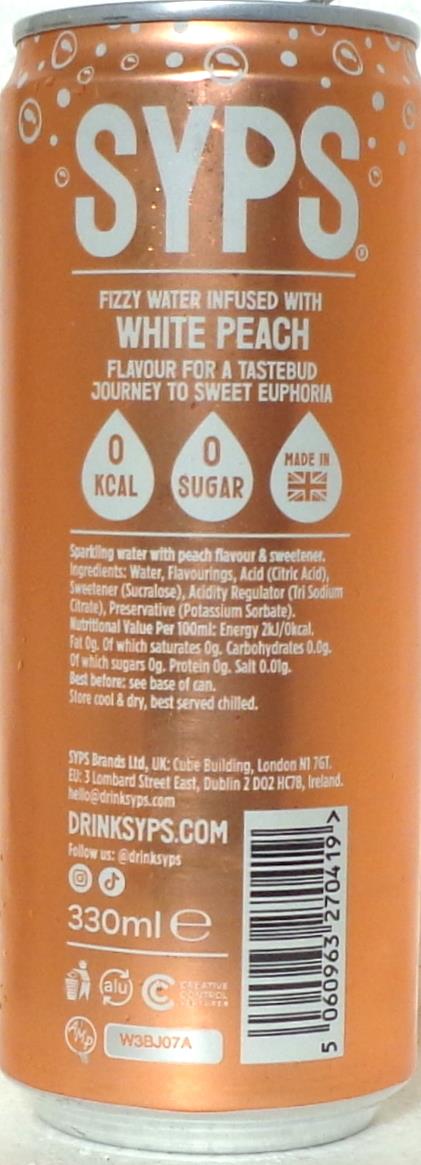 SYPS
FIZZY WATER INFUSED WITH
WHITE PEACH
FLAVOUR FOR A TASTEBUD
JOURNEY TO SWEET EUPHORIA
0
KCAL
0
SUGAR
MADE IN
Sparkling water with peach flavour & sweetener.
Ingredients: Water, Flavourings, Acid (Citric Acid),
Sweetener (Sucralose), Acidity Regulator (Tri Sodium
Citrate), Preservative (Potassium Sorbate).
Nutritional Value Per 100ml: Energy 2kJ/0kcal.
Fat 0g. Of which saturates 0g. Carbohydrates 0.0g.
Of which sugars 0g. Protein 0g. Salt 0.01g.
Best before: see base of can.
Store cool & dry, best served chilled.
SYPS Brands Ltd, UK: Cube Building, London N1 7GT.
EU: 3 Lombard Street East, Dublin 2 D02 HC78, Ireland.
hello@drinksyps.com
DRINKSYPS.COM
Follow us: @drinksyps
330ml e
alu
CREATIVE
CONTROL
AMP
W3BJ07A
5 060963 270419 >